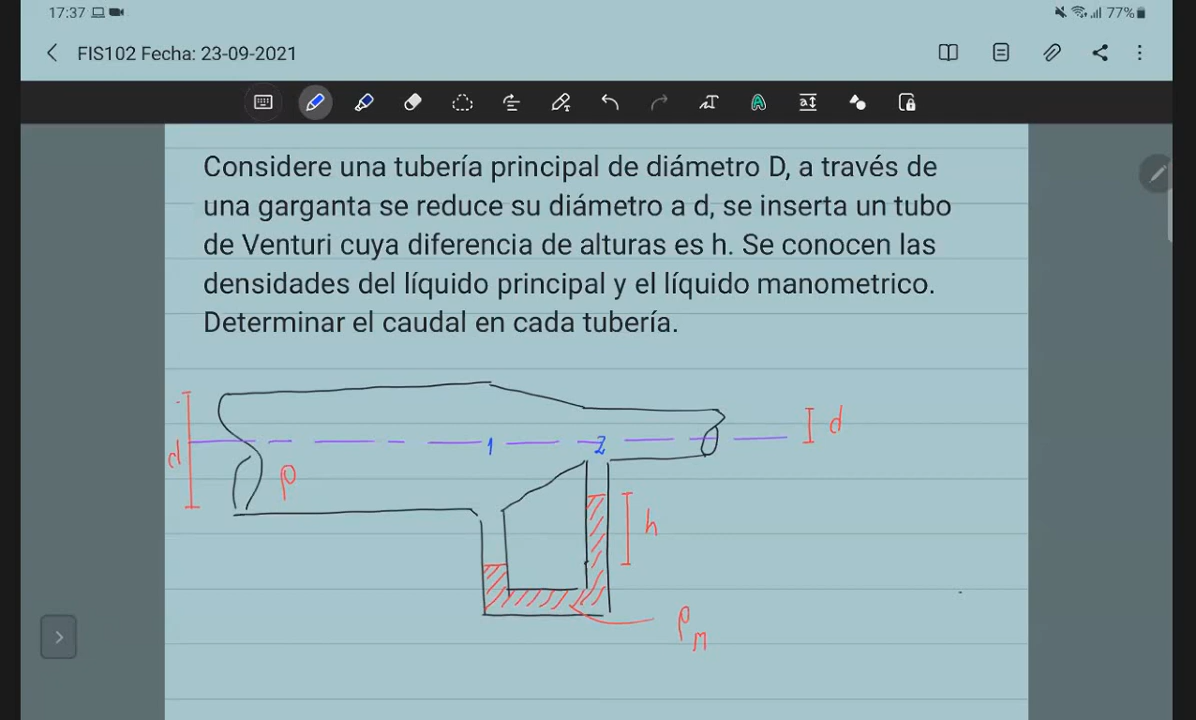 17:37 77%
FIS102 Fecha: 23-09-2021
Considere una tubería principal de diámetro D, a través de
una garganta se reduce su diámetro a d, se inserta un tubo
de Venturi cuya diferencia de alturas es h. Se conocen las
densidades del líquido principal y el líquido manometrico.
Determinar el caudal en cada tubería.
d
1 2
d
ρ
h
ρM